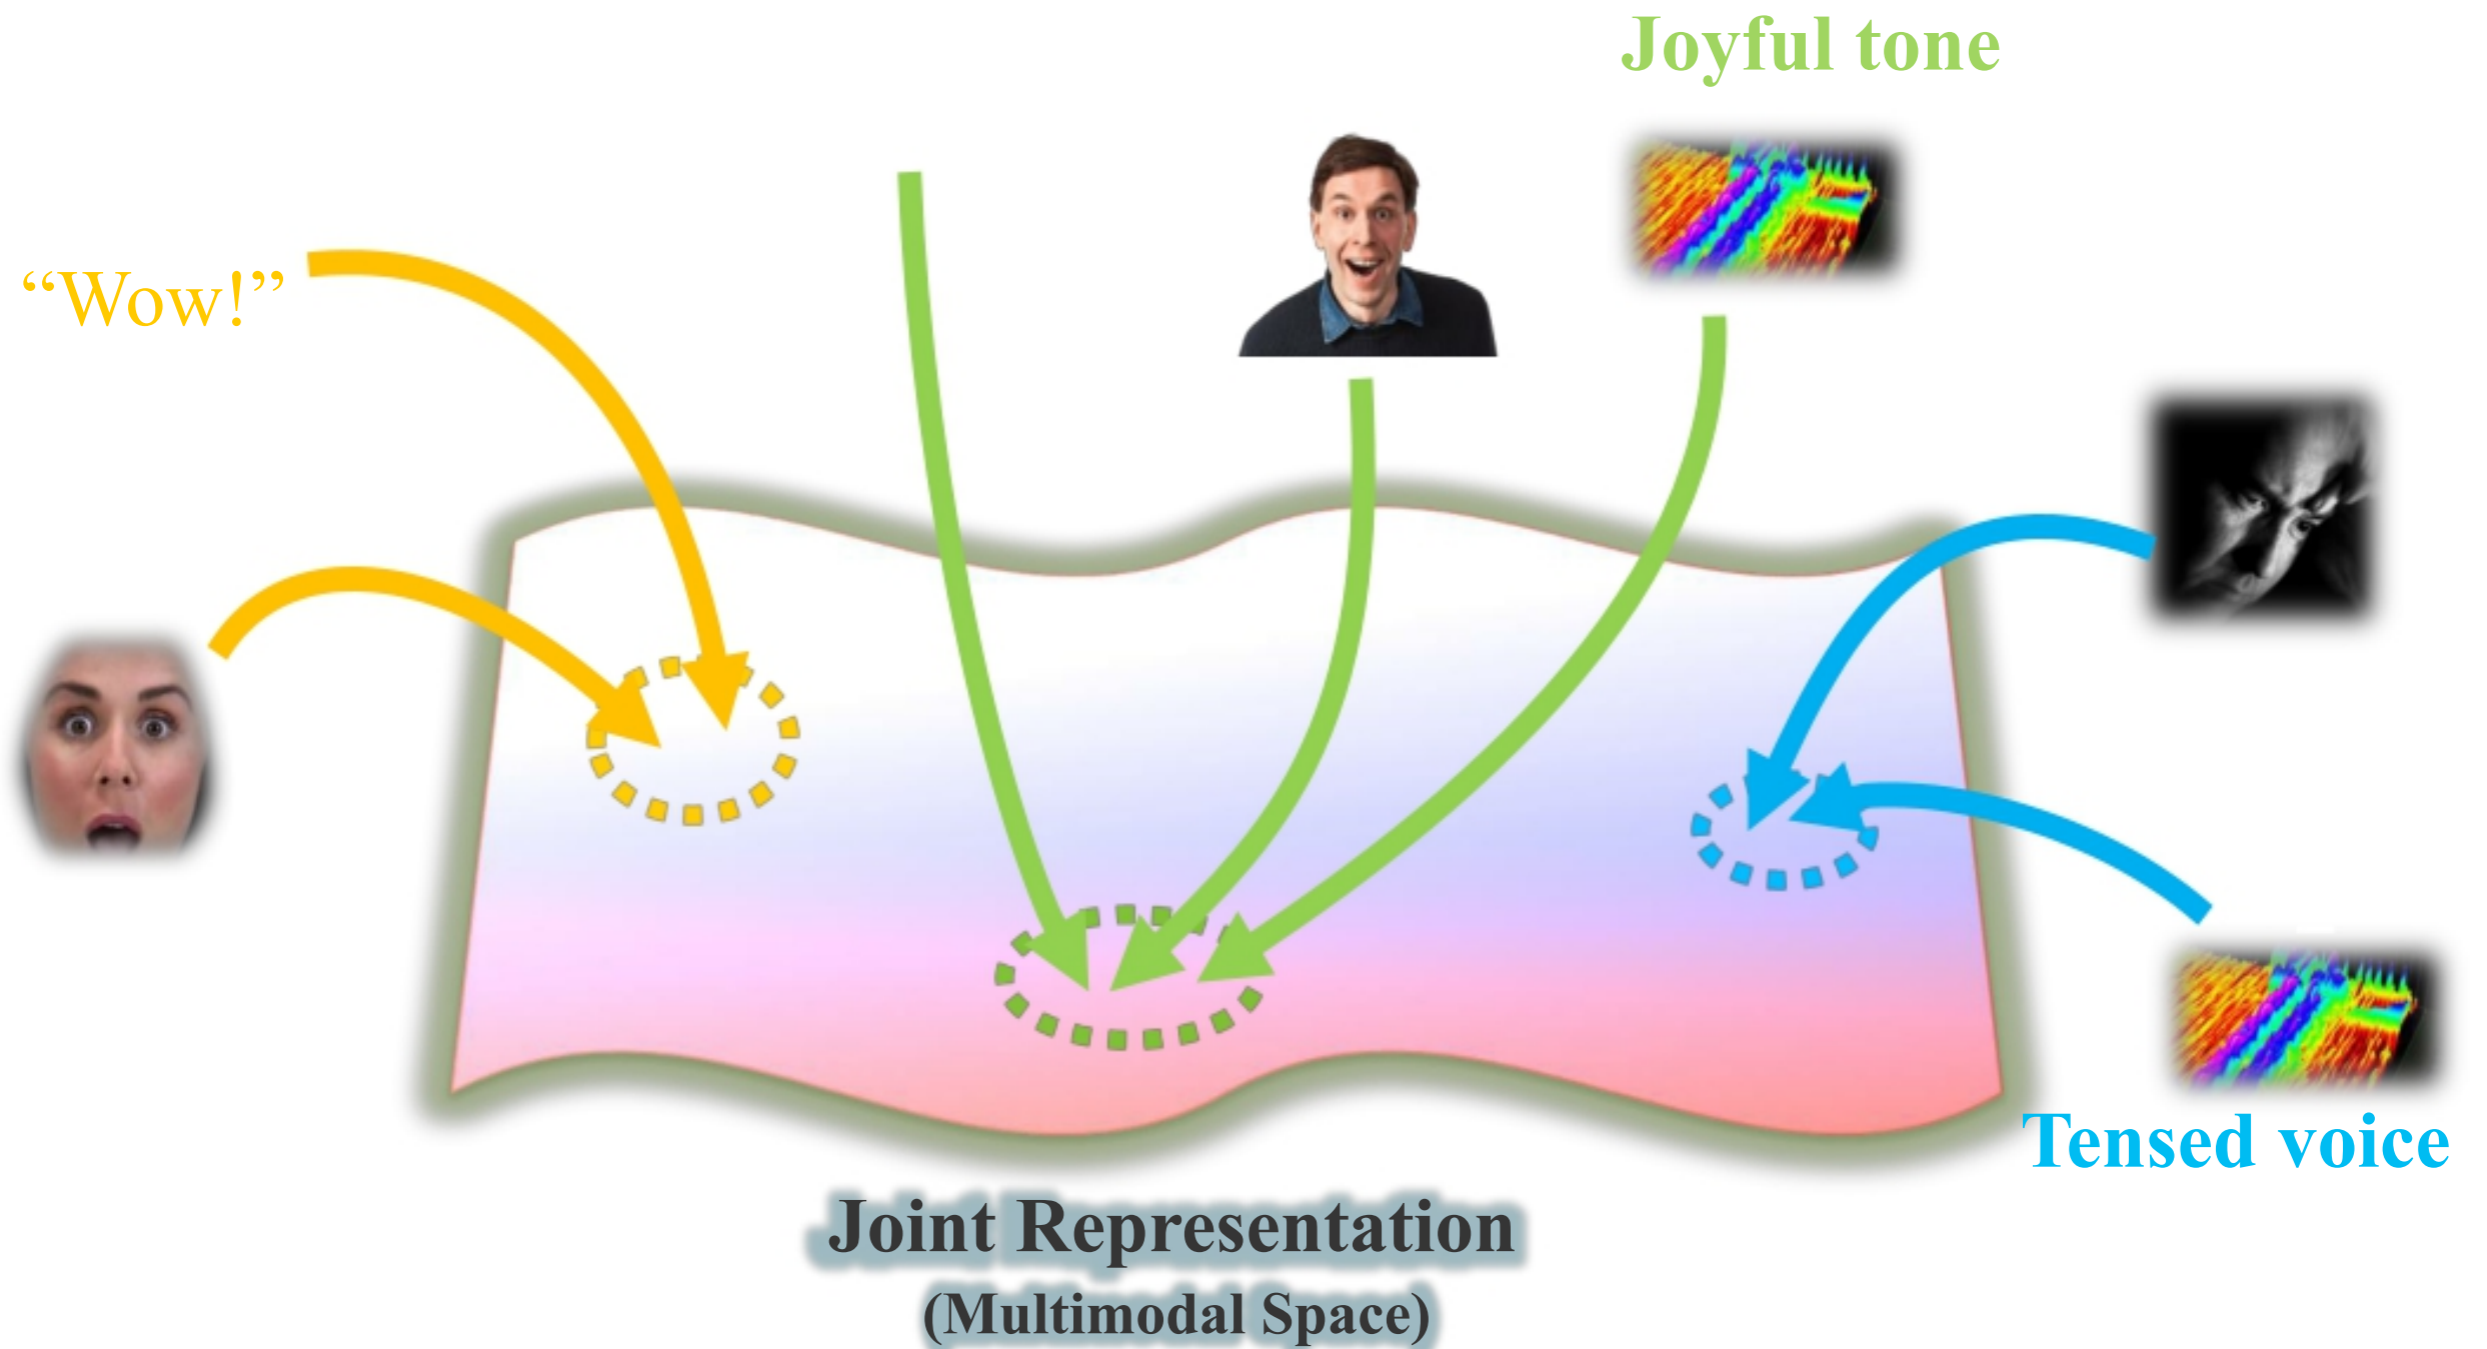 Joyful tone
“Wow!”
Tensed voice
Joint Representation
(Multimodal Space)